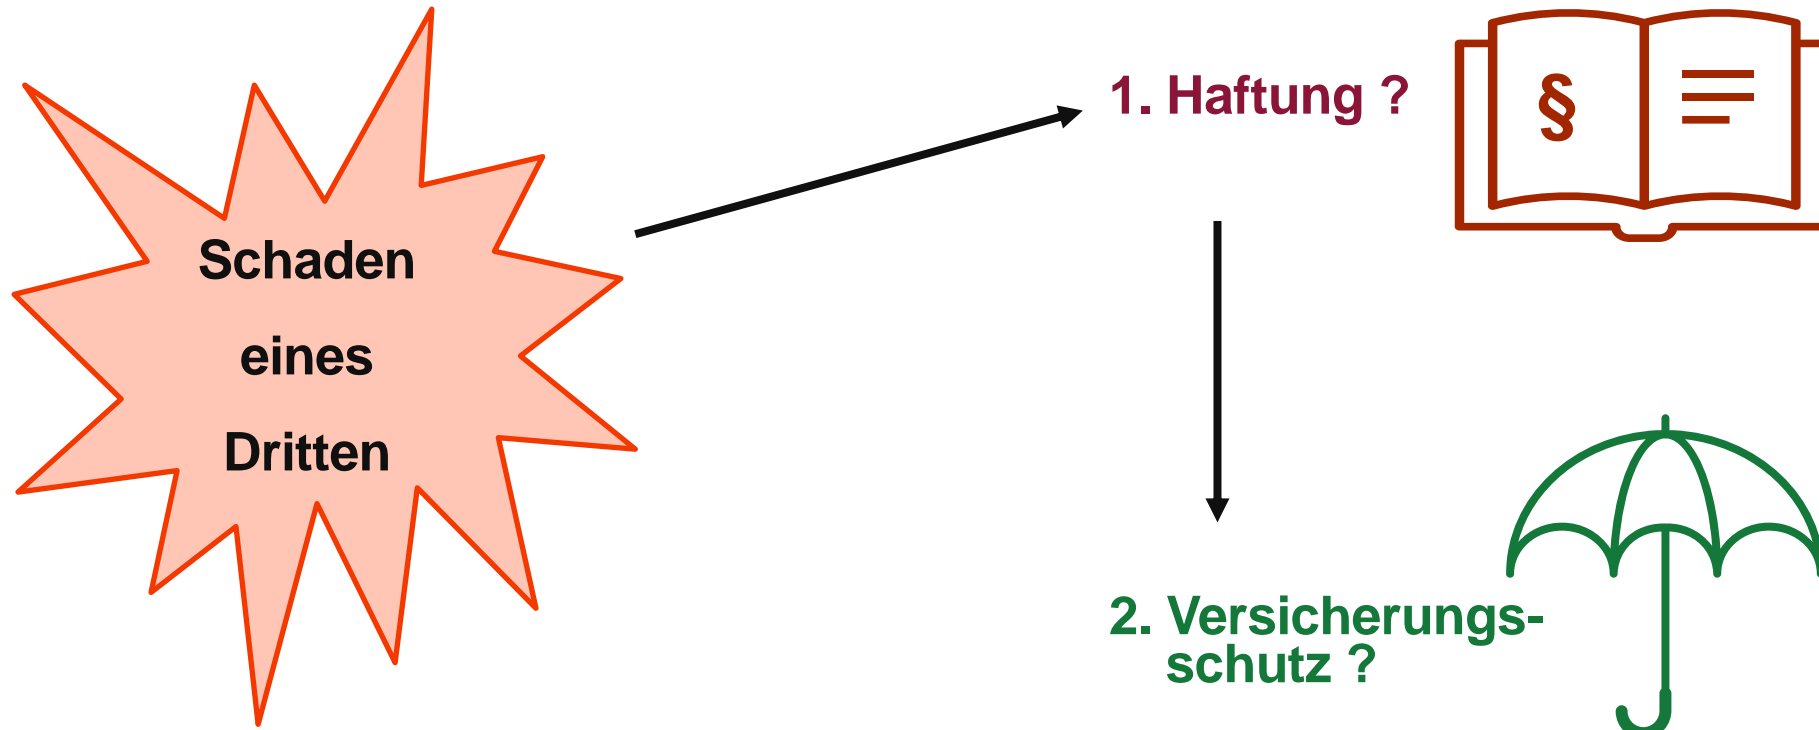 Schaden
eines
Dritten
1. Haftung ?
§
2. Versicherungs-
schutz ?